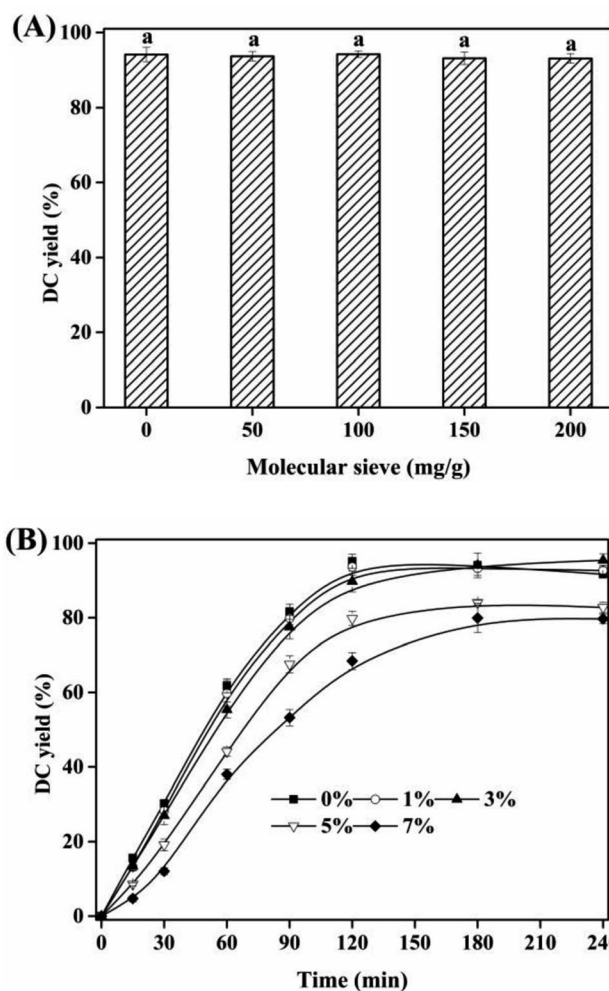 (A)
100
80
60
40
20
0
DC yield (%)
a a a a a
0 50 100 150 200
Molecular sieve (mg/g)
(B)
100
80
60
40
20
0
DC yield (%)
0% 1% 3%
5% 7%
0 30 60 90 120 150 180 210 24
Time (min)